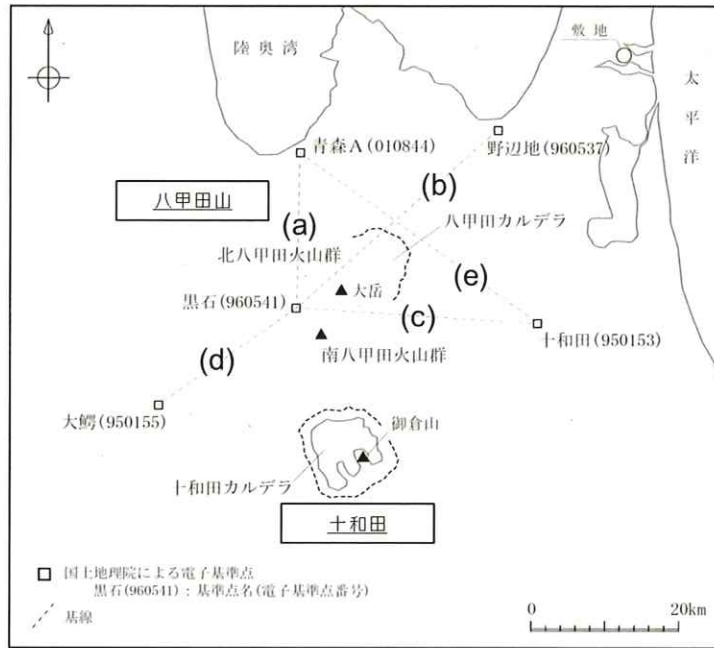 陸奥湾
敷地
太平洋
青森A(010844)
野辺地(960537)
(b)
八甲田山
(a)
八甲田カルデラ
北八甲田火山群
(e)
大岳
黒石(960541)
(c)
十和田(950153)
南八甲田火山群
(d)
大鰐(950155)
御倉山
十和田カルデラ
十和田
国土地理院による電子基準点
黒石(960541):基準点名(電子基準点番号)
基線
0 20km